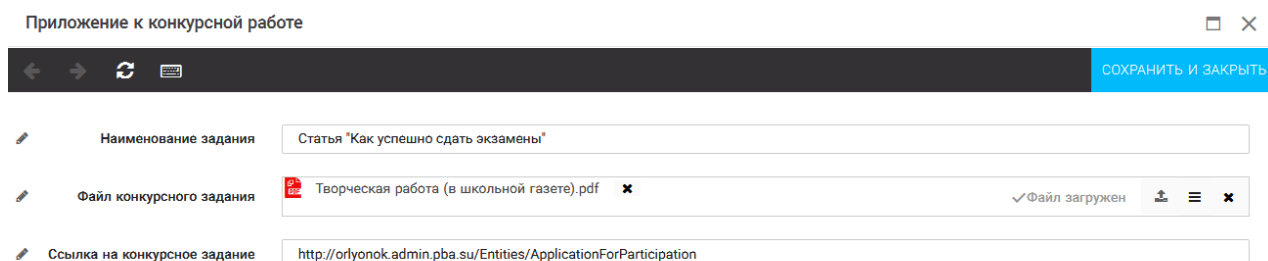 Приложение к конкурсной работе
СОХРАНИТЬ И ЗАКРЫТЬ
Наименование задания Статья "Как успешно сдать экзамены"
Файл конкурсного задания Творческая работа (в школьной газете).pdf Файл загружен
Ссылка на конкурсное задание http://orlyonok.admin.pba.su/Entities/ApplicationForParticipation